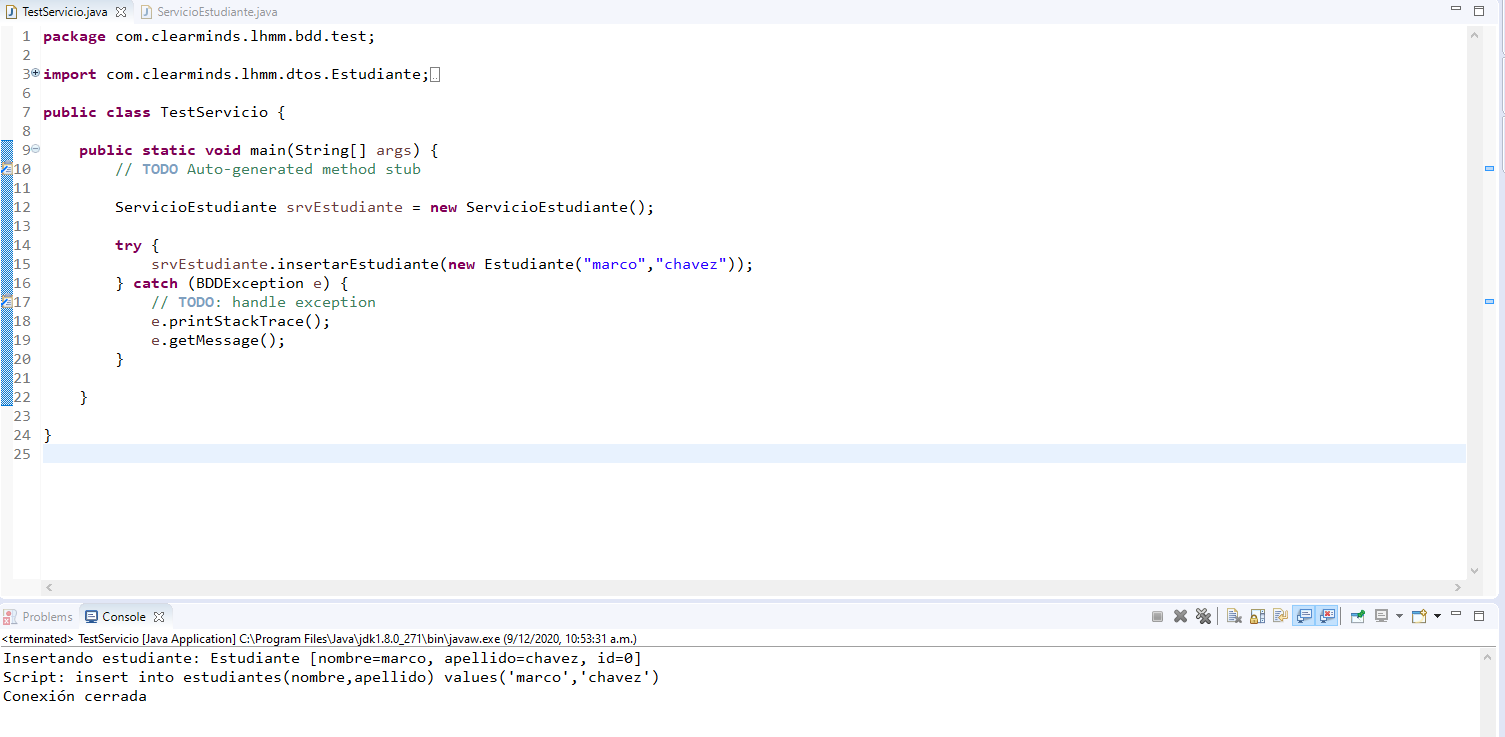 TestServicio.java ServicioEstudiante.java
1 package com.clearminds.lhmm.bdd.test;
2
3 import com.clearminds.lhmm.dtos.Estudiante;
6
7 public class TestServicio {
8
9 public static void main(String[] args) {
10 // TODO Auto-generated method stub
11
12 ServicioEstudiante srvEstudiante = new ServicioEstudiante();
13
14 try {
15 srvEstudiante.insertarEstudiante(new Estudiante("marco","chavez"));
16 } catch (BDDException e) {
17 // TODO: handle exception
18 e.printStackTrace();
19 e.getMessage();
20 }
21
22 }
23
24 }
25
Problems Console
<terminated> TestServicio [Java Application] C:\Program Files\Java\jdk1.8.0_271\bin\javaw.exe (9/12/2020, 10:53:31 a.m.)
Insertando estudiante: Estudiante [nombre=marco, apellido=chavez, id=0]
Script: insert into estudiantes(nombre,apellido) values('marco','chavez')
Conexión cerrada